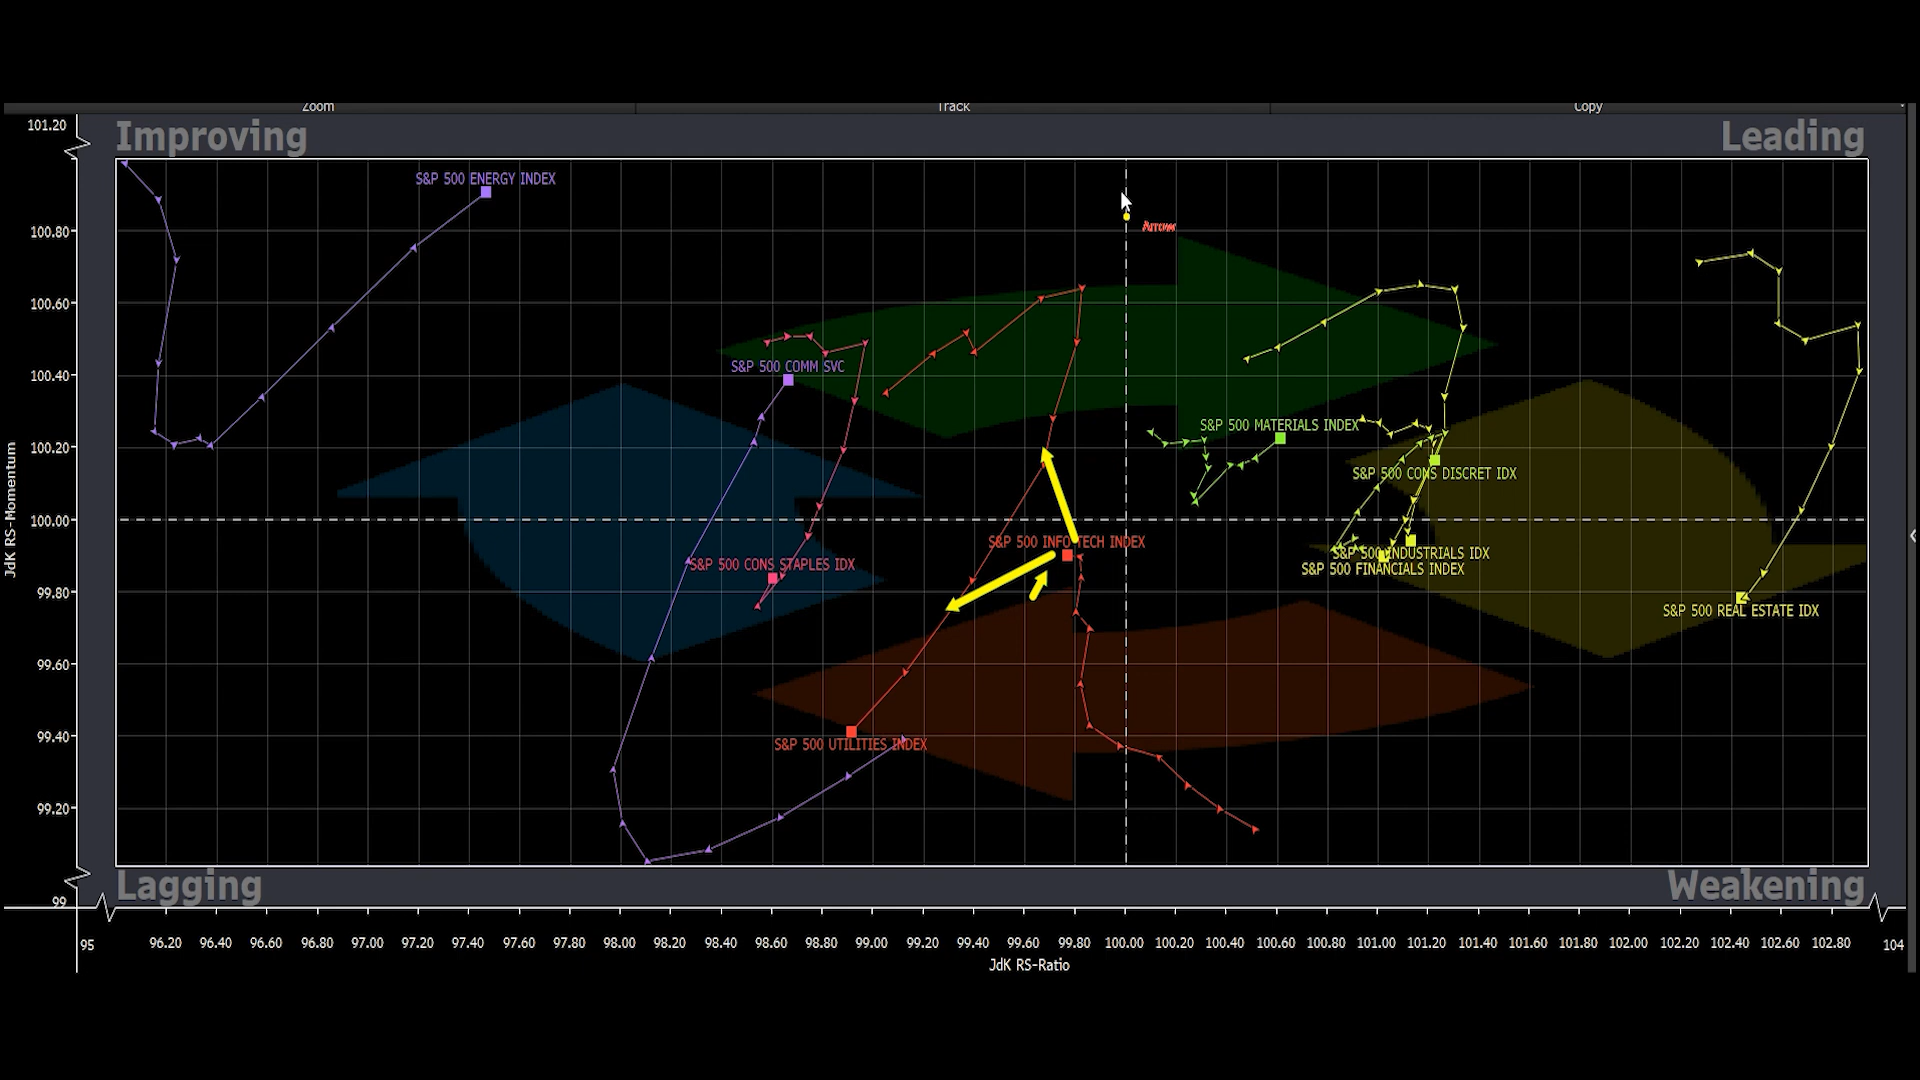 Zoom Track Copy
101.20
Improving Leading
S&P 500 ENERGY INDEX
100.80
100.60
S&P 500 COMM SVC
100.40
S&P 500 MATERIALS INDEX
100.20
S&P 500 CONS DISCRET IDX
100.00
S&P 500 INFO TECH INDEX
S&P 500 INDUSTRIALS IDX
S&P 500 CONS STAPLES IDX
S&P 500 FINANCIALS INDEX
99.80
S&P 500 REAL ESTATE IDX
99.60
99.40
S&P 500 UTILITIES INDEX
99.20
JdK RS-Momentum
Lagging Weakening
99
95 96.20 96.40 96.60 96.80 97.00 97.20 97.40 97.60 97.80 98.00 98.20 98.40 98.60 98.80 99.00 99.20 99.40 99.60 99.80 100.00 100.20 100.40 100.60 100.80 101.00 101.20 101.40 101.60 101.80 102.00 102.20 102.40 102.60 102.80 104
JdK RS-Ratio